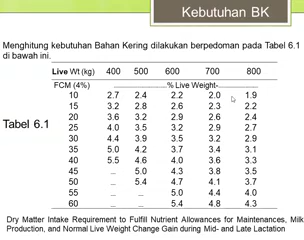 Kebutuhan BK
Menghitung kebutuhan Bahan Kering dilakukan berpedoman pada Tabel 6.1
di bawah ini.
Live Wt (kg) 400 500 600 700 800
FCM (4%) % Live Weight
10 2.7 2.4 2.2 2.0 1.9
15 3.2 2.8 2.6 2.3 2.2
20 3.6 3.2 2.9 2.6 2.4
Tabel 6.1
25 4.0 3.5 3.2 2.9 2.7
30 4.4 3.9 3.5 3.2 2.9
35 5.0 4.2 3.7 3.4 3.1
40 5.5 4.6 4.0 3.6 3.3
45 ... 5.0 4.3 3.8 3.5
50 ... 5.4 4.7 4.1 3.7
55 ... ... 5.0 4.4 4.0
60 ... ... 5.4 4.8 4.3
Dry Matter Intake Requirement to Fulfill Nutrient Allowances for Maintenances, Milk
Production, and Normal Live Weight Change Gain during Mid- and Late Lactation